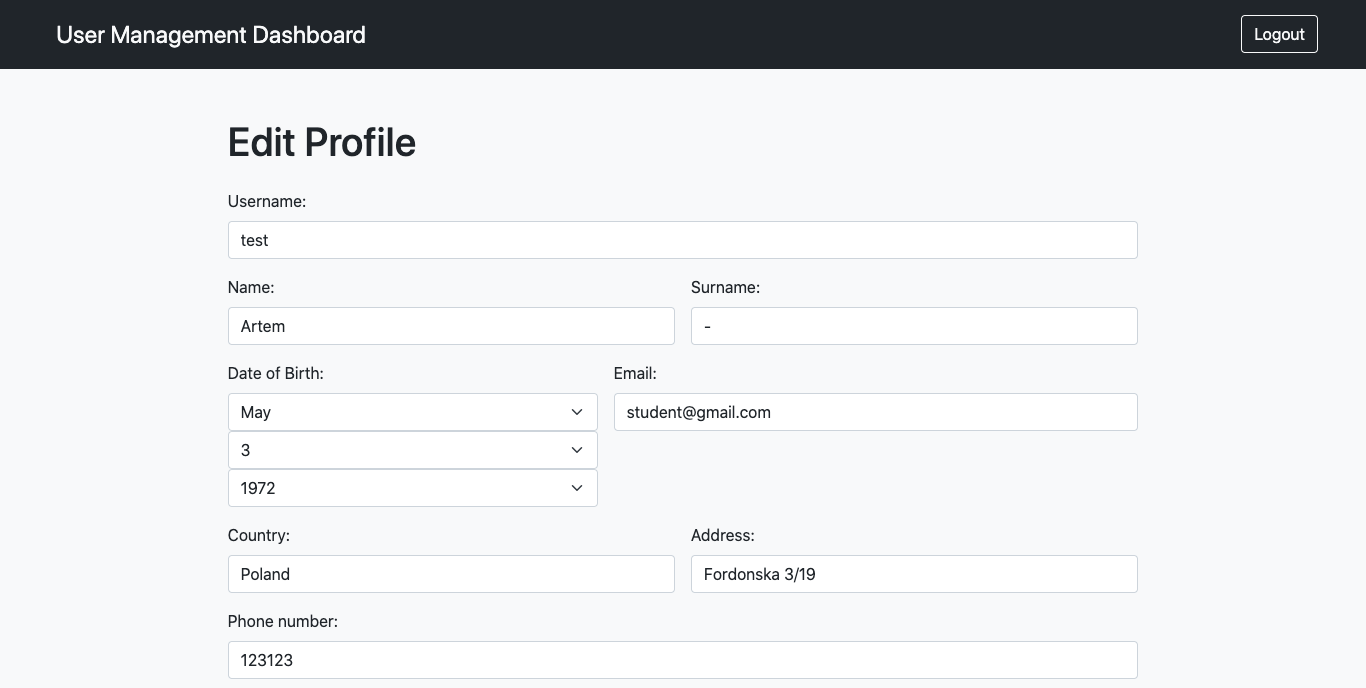 User Management Dashboard
Logout
Edit Profile
Username:
test
Name:
Surname:
Artem
-
Date of Birth:
Email:
May
student@gmail.com
3
1972
Country:
Address:
Poland
Fordonska 3/19
Phone number:
123123